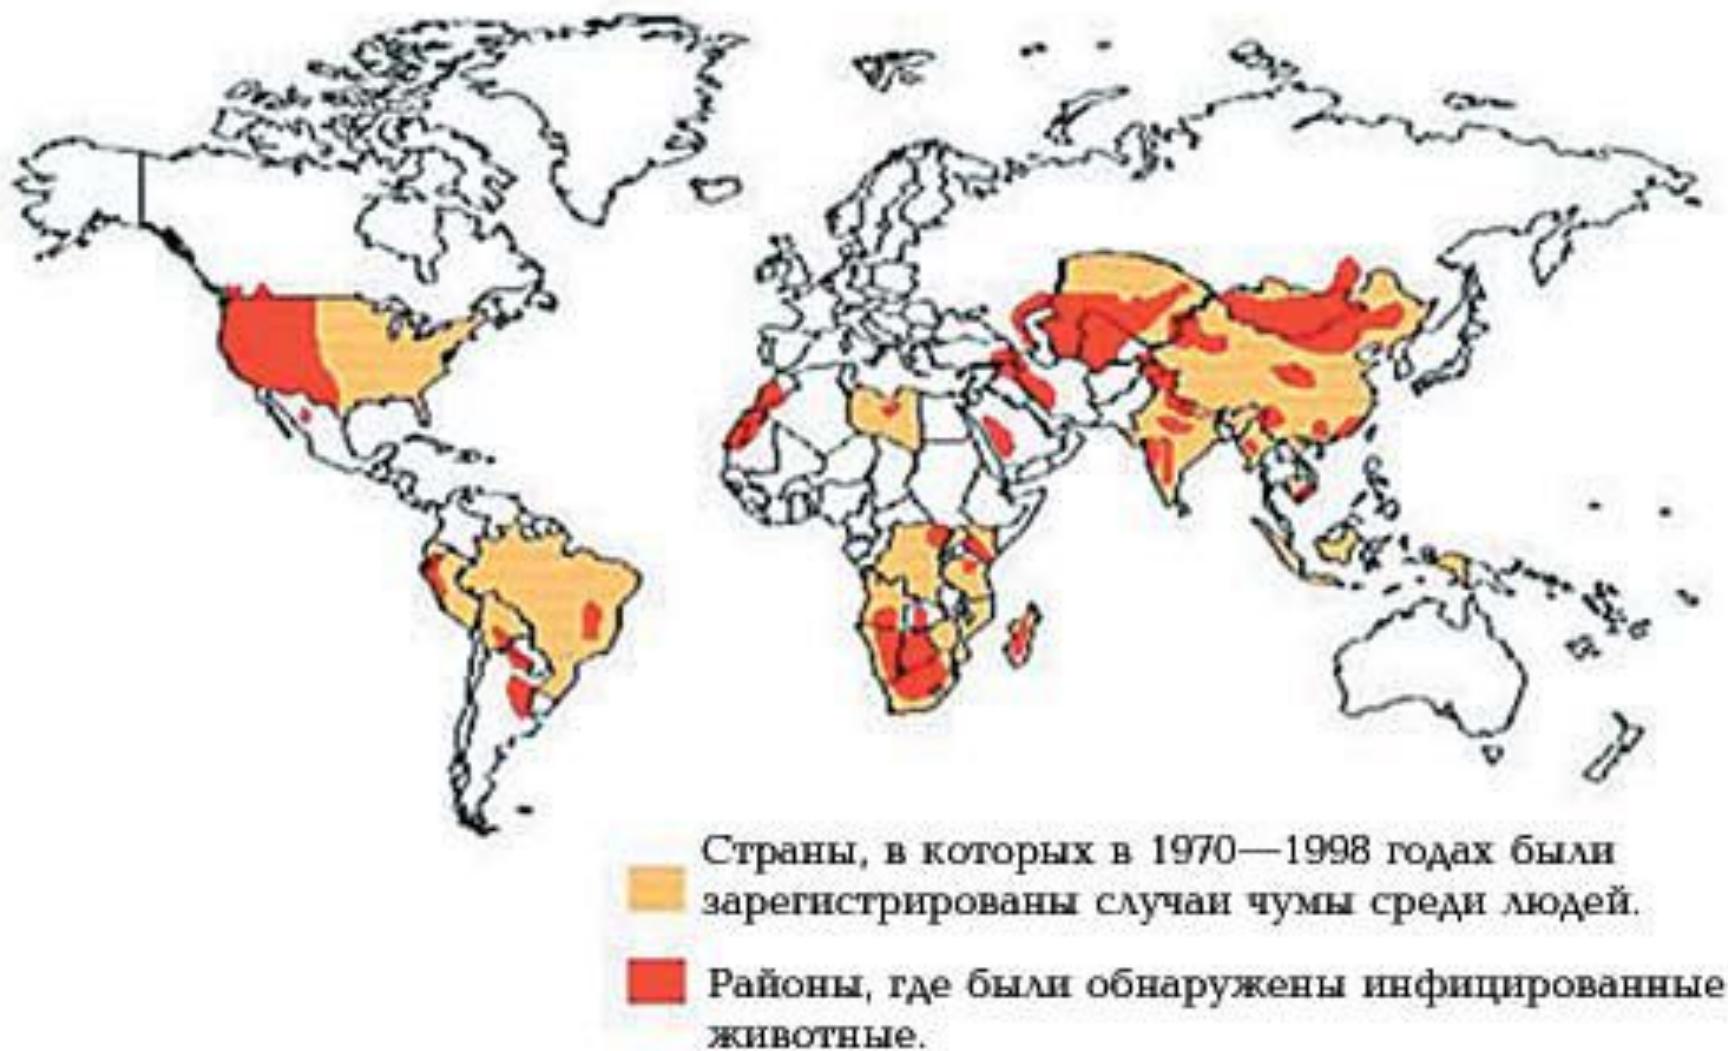 Страны, в которых в 1970—1998 годах были
зарегистрированы случаи чумы среди людей.
Районы, где были обнаружены инфицированные
животные.